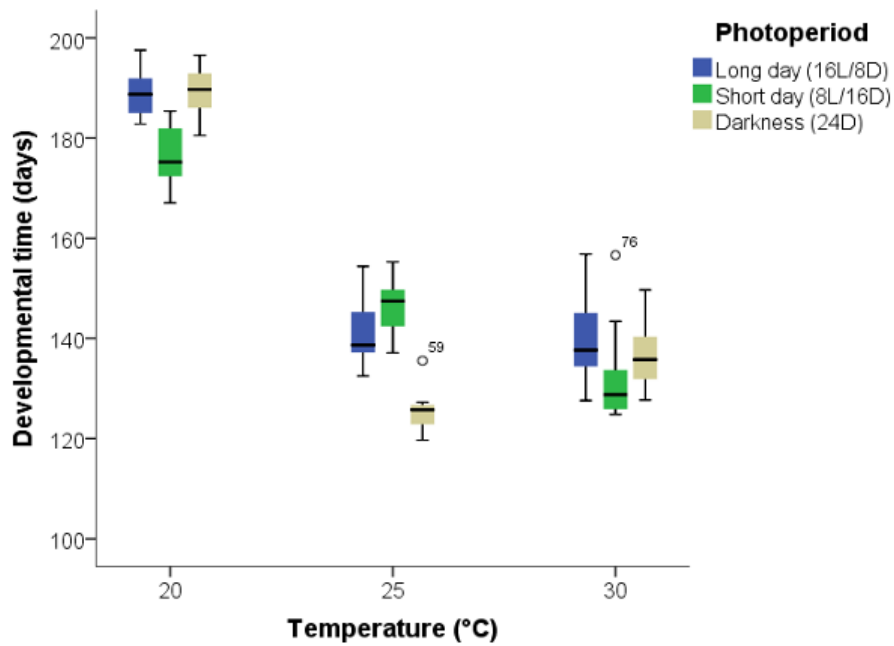 Photoperiod
Long day (16L/8D)
Short day (8L/16D)
Darkness (24D)
Developmental time (days)
200
180
160
140
120
100
59
76
20 25 30
Temperature (°C)